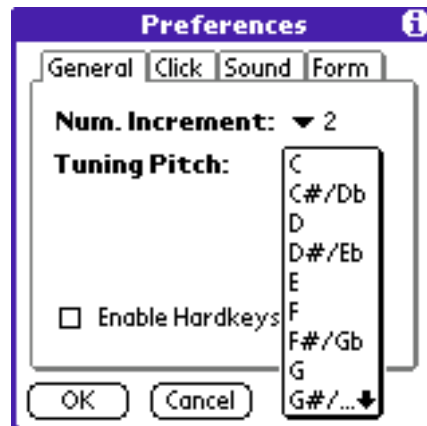 Preferences
General Click Sound Form
Num. Increment: 2
Tuning Pitch:
C
C#/Db
D
D#/Eb
E
F
F#/Gb
G
G#/...
Enable Hardkeys
OK Cancel